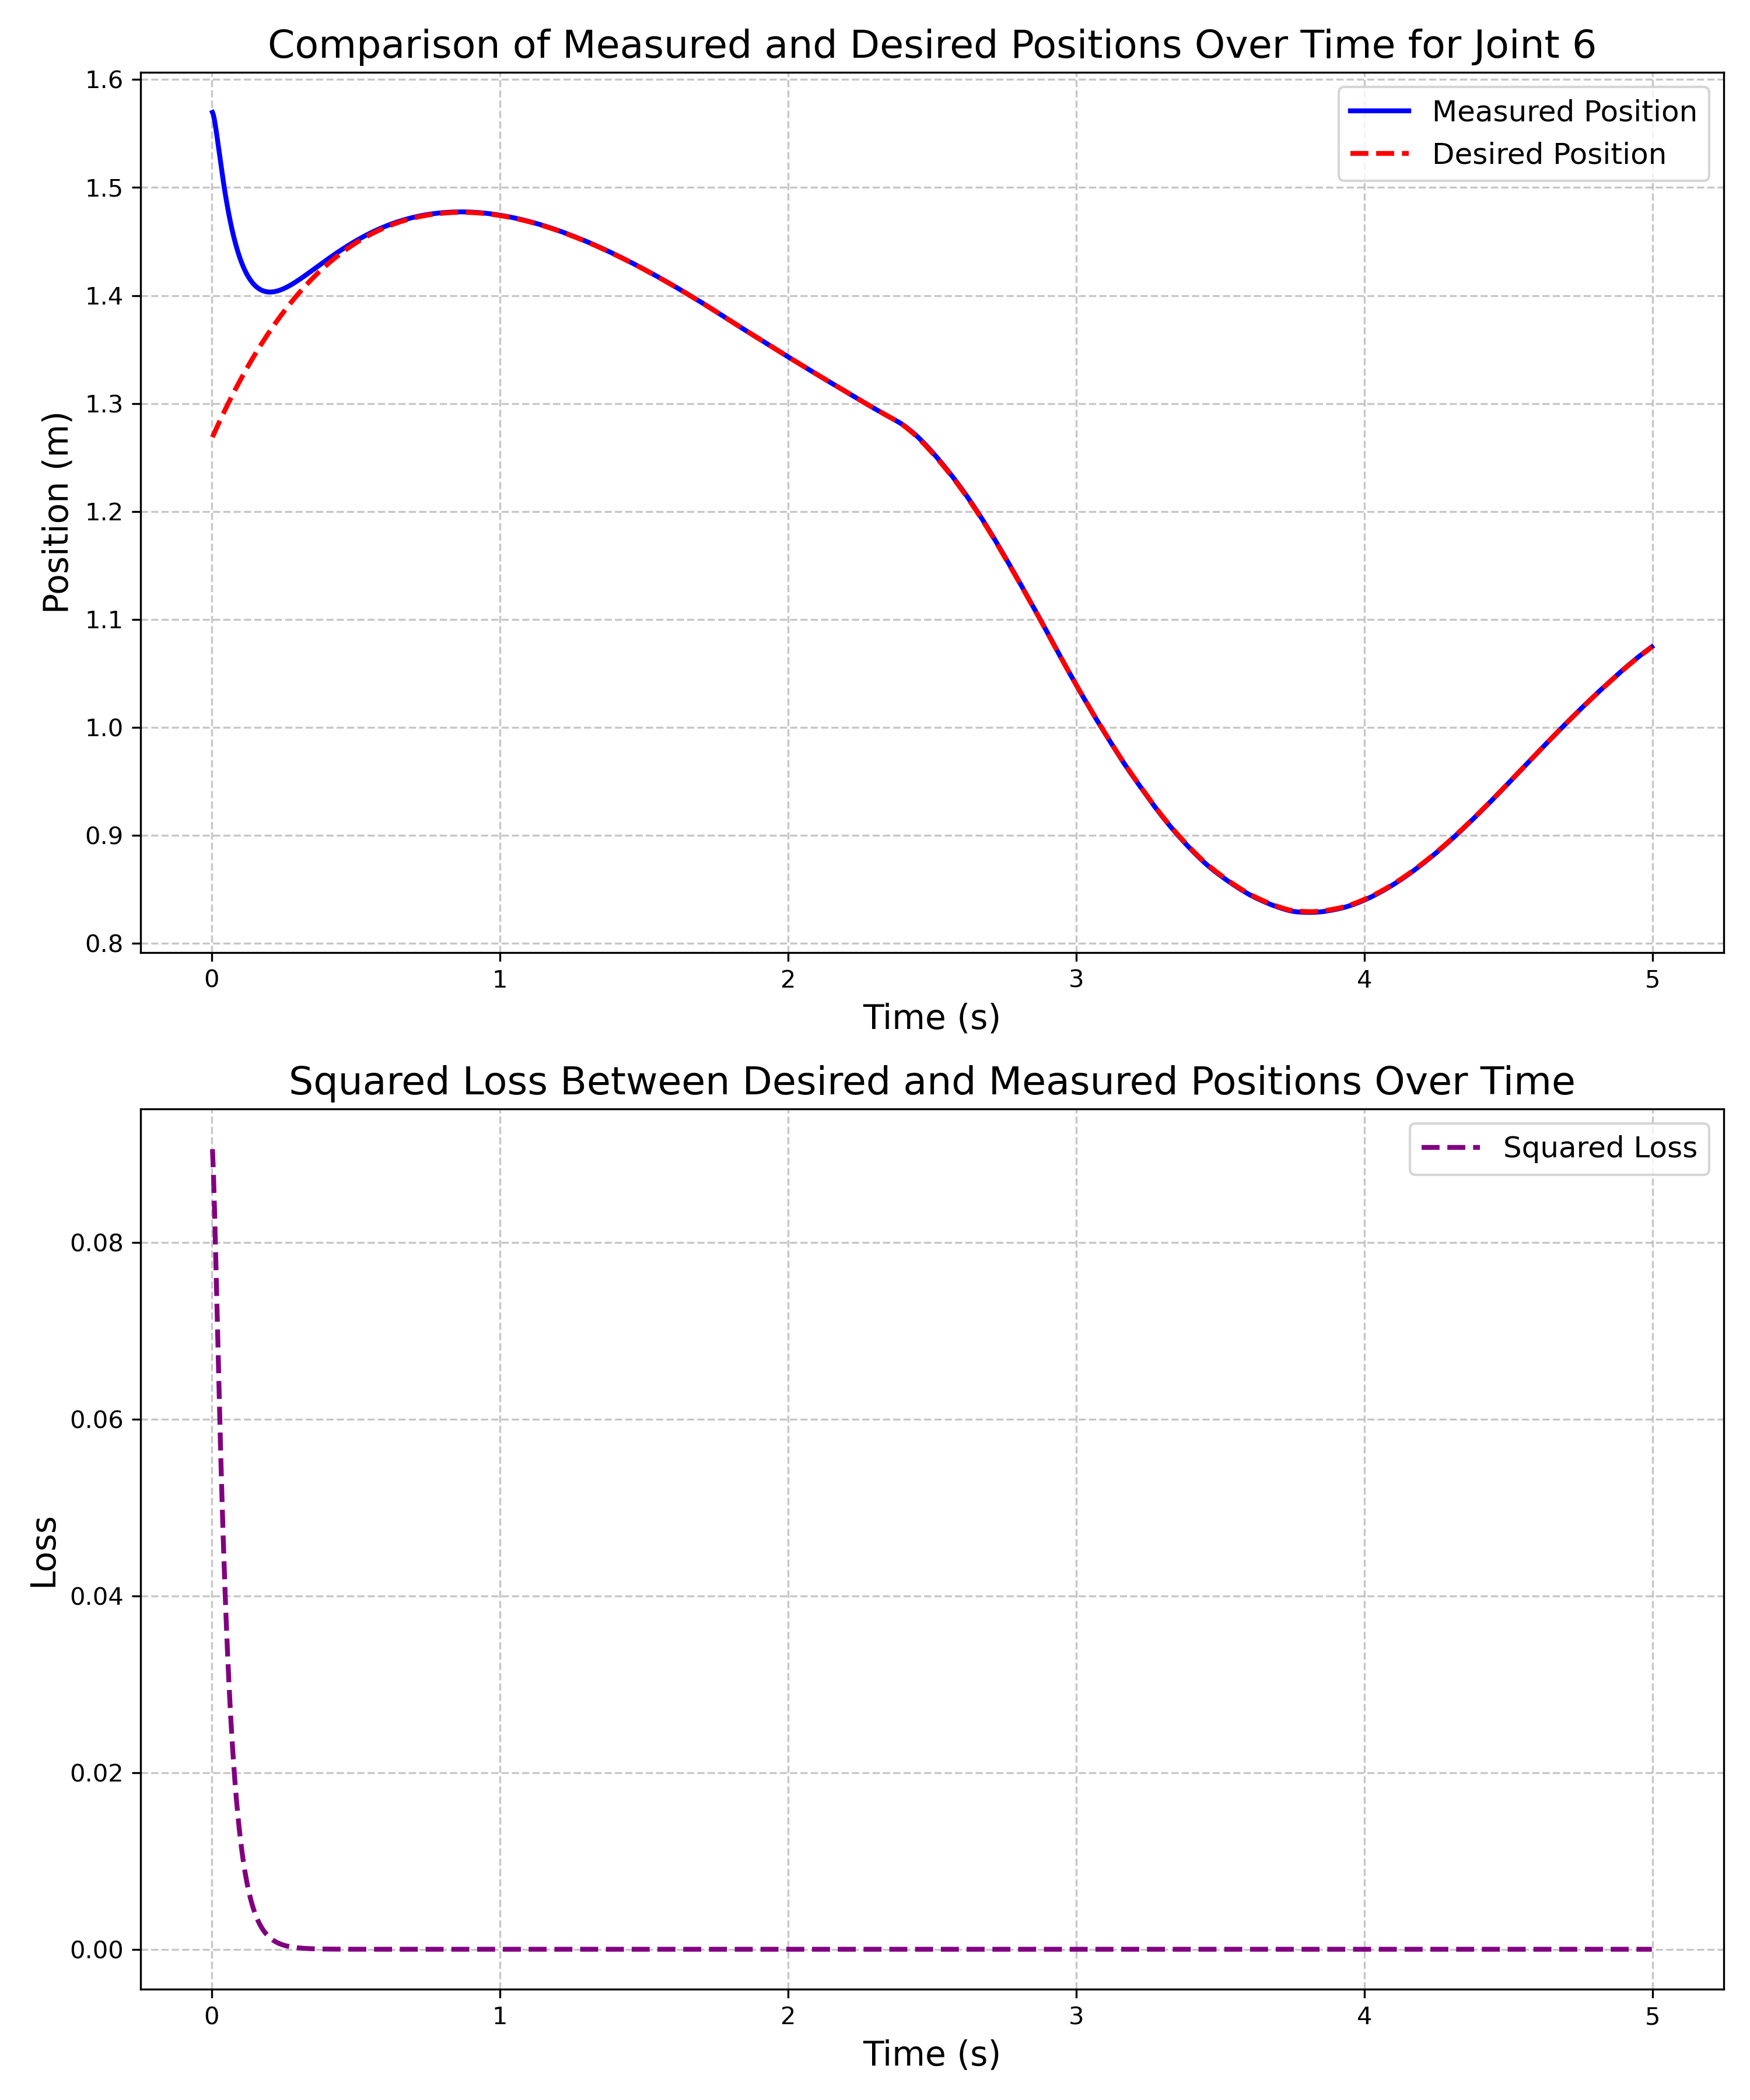 Comparison of Measured and Desired Positions Over Time for Joint 6
Measured Position
Desired Position
Position (m)
1.6
1.5
1.4
1.3
1.2
1.1
1.0
0.9
0.8
0 1 2 3 4 5
Time (s)
Squared Loss Between Desired and Measured Positions Over Time
Squared Loss
Loss
0.08
0.06
0.04
0.02
0.00
0 1 2 3 4 5
Time (s)